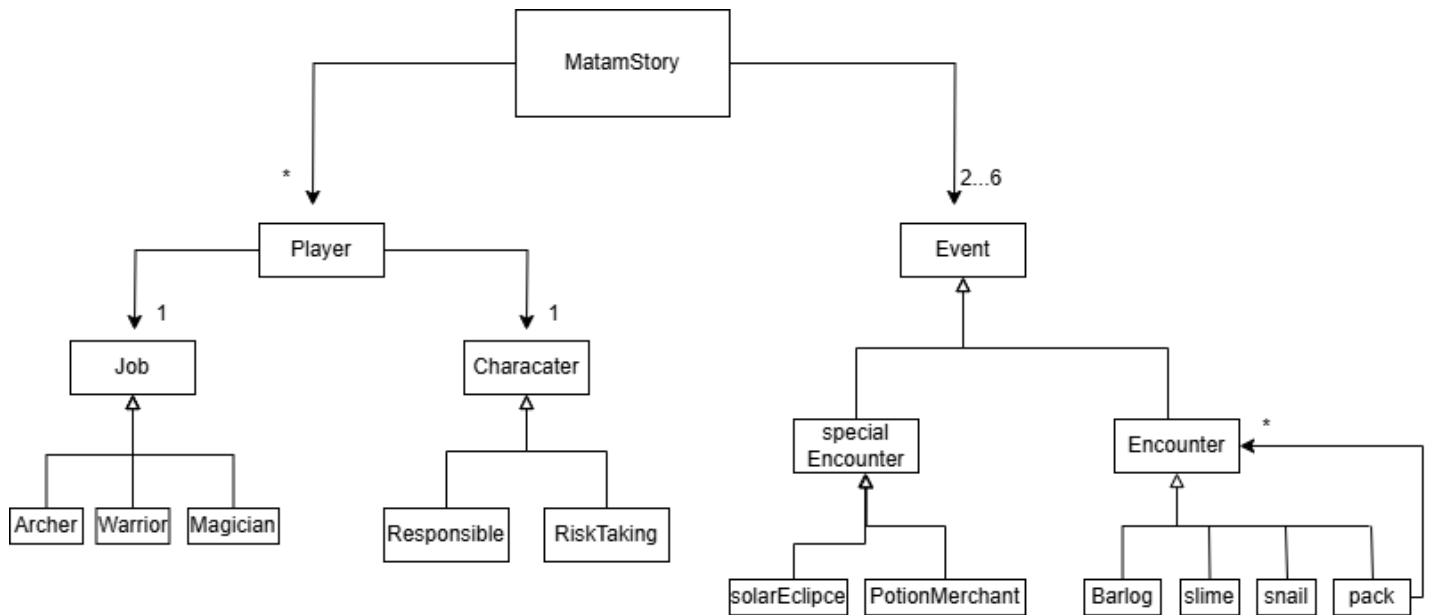 MatamStory
*
2...6
Player
Event
1
1
Job
Characater
special
Encounter
*
Encounter
Archer
Warrior
Magician
Responsible
RiskTaking
solarEclipce
PotionMerchant
Barlog
slime
snail
pack